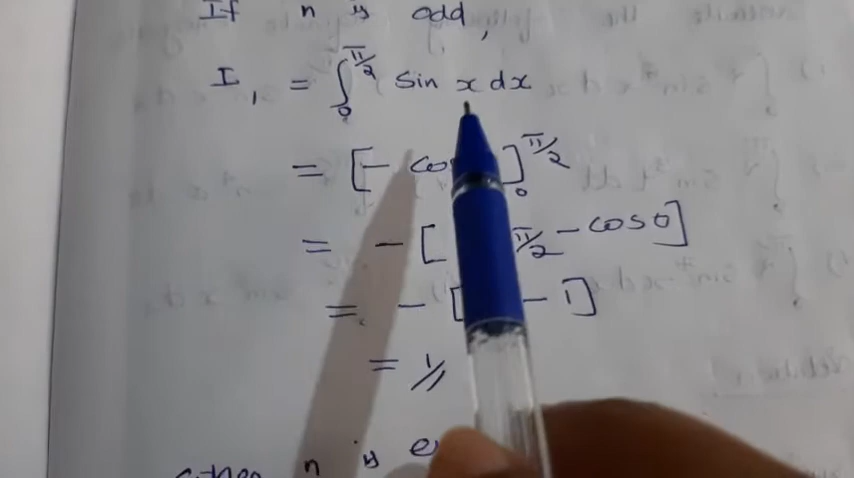 If n is odd,
I₁ = ∫₀^π/2 sin x dx
= [- co ]₀^π/2
= - [ π/2 - cos 0]
= - [ - 1]
= 1//
n is